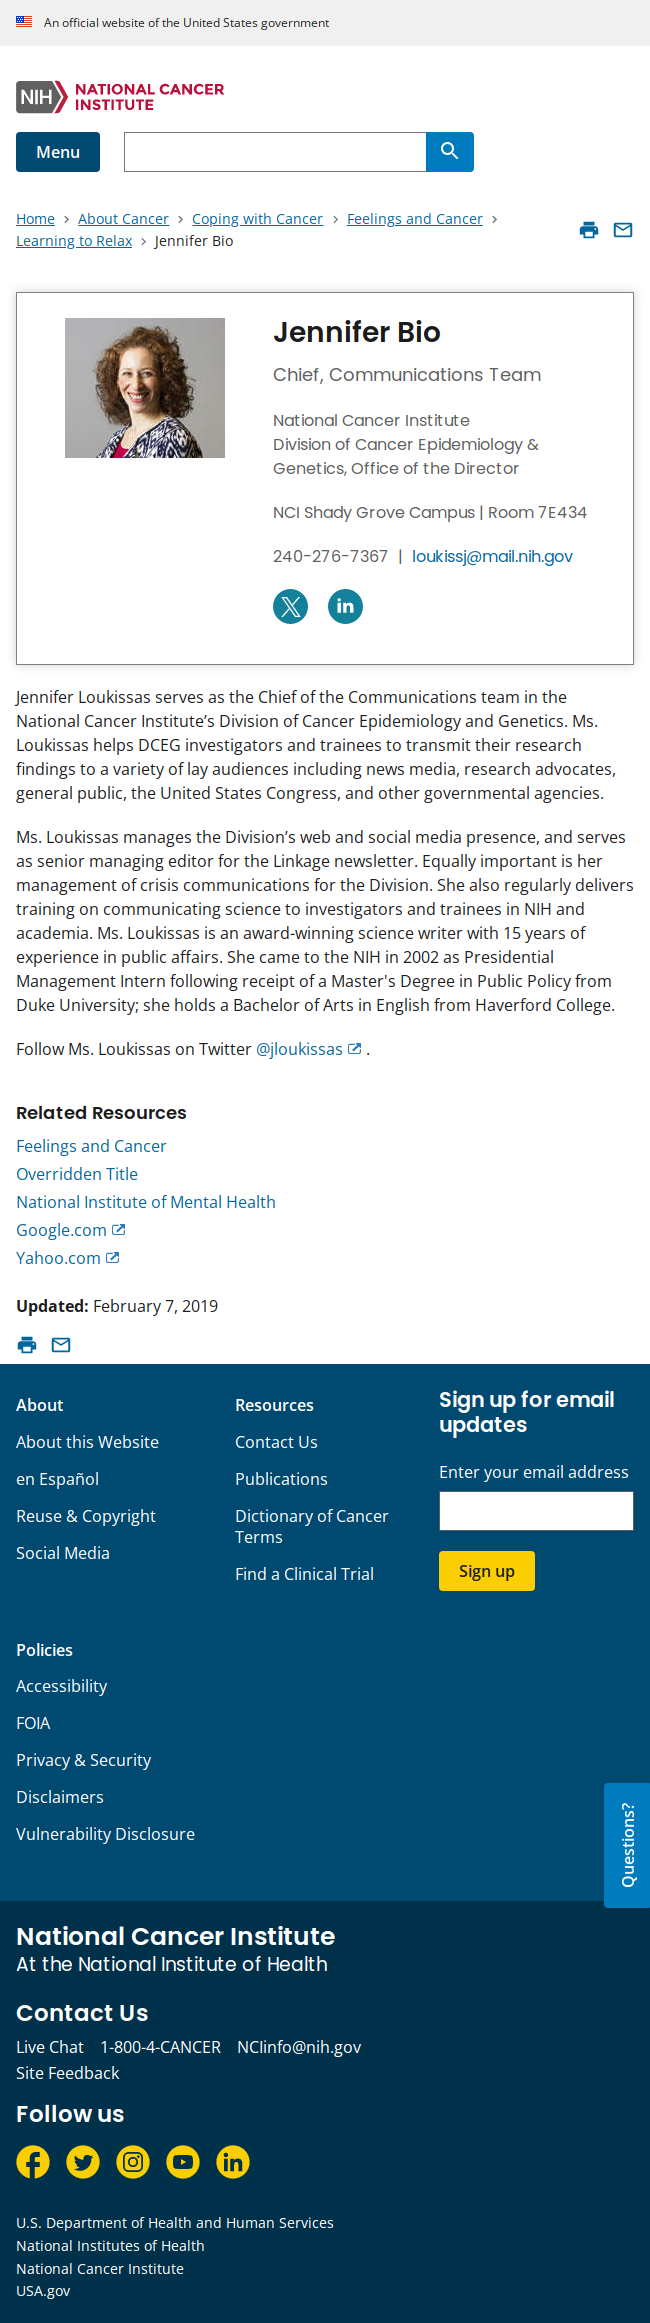 An official website of the United States government
NIH NATIONAL CANCER
INSTITUTE
Menu
Home > About Cancer > Coping with Cancer > Feelings and Cancer >
Learning to Relax > Jennifer Bio
Jennifer Bio
Chief, Communications Team
National Cancer Institute
Division of Cancer Epidemiology &
Genetics, Office of the Director
NCI Shady Grove Campus | Room 7E434
240-276-7367 | loukissj@mail.nih.gov
Jennifer Loukissas serves as the Chief of the Communications team in the
National Cancer Institute’s Division of Cancer Epidemiology and Genetics. Ms.
Loukissas helps DCEG investigators and trainees to transmit their research
findings to a variety of lay audiences including news media, research advocates,
general public, the United States Congress, and other governmental agencies.
Ms. Loukissas manages the Division’s web and social media presence, and serves
as senior managing editor for the Linkage newsletter. Equally important is her
management of crisis communications for the Division. She also regularly delivers
training on communicating science to investigators and trainees in NIH and
academia. Ms. Loukissas is an award-winning science writer with 15 years of
experience in public affairs. She came to the NIH in 2002 as Presidential
Management Intern following receipt of a Master's Degree in Public Policy from
Duke University; she holds a Bachelor of Arts in English from Haverford College.
Follow Ms. Loukissas on Twitter @jloukissas .
Related Resources
Feelings and Cancer
Overridden Title
National Institute of Mental Health
Google.com
Yahoo.com
Updated: February 7, 2019
About
About this Website
en Español
Reuse & Copyright
Social Media
Resources
Contact Us
Publications
Dictionary of Cancer
Terms
Find a Clinical Trial
Sign up for email
updates
Enter your email address
Sign up
Policies
Accessibility
FOIA
Privacy & Security
Disclaimers
Vulnerability Disclosure
Questions?
National Cancer Institute
At the National Institute of Health
Contact Us
Live Chat 1-800-4-CANCER NCIinfo@nih.gov
Site Feedback
Follow us
U.S. Department of Health and Human Services
National Institutes of Health
National Cancer Institute
USA.gov